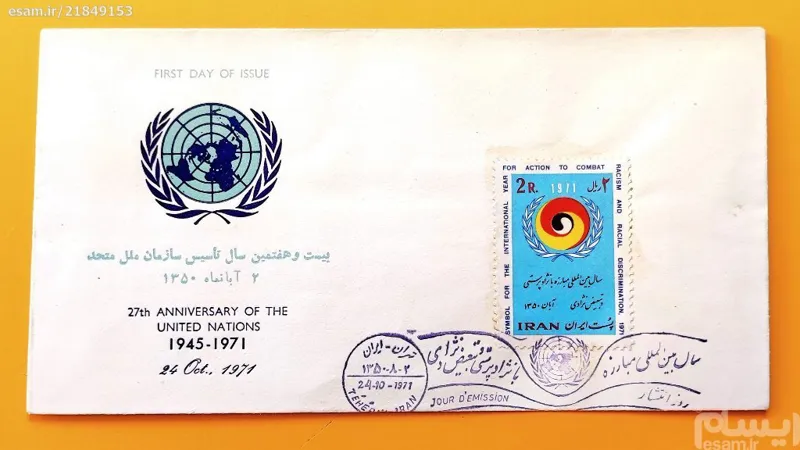 esam.ir/21849153
FIRST DAY OF ISSUE
بیست و هفتمین سال تأسیس سازمان ملل متحد
۲ آبانماه ۱۳۵۰
27th ANNIVERSARY OF THE
UNITED NATIONS
1945-1971
24 Oct., 1971
SYMBOL FOR THE INTERNATIONAL YEAR
FOR ACTION TO COMBAT
RACISM AND RACIAL DISCRIMINATION, 1971
2 R. 1971 ۲ ریال
سال بین‌المللی مبارزه با نژادپرستی
و تبعیض نژادی آبان ۱۳۵۰
IRAN پست ایران
تهران - ایران
۱۳۵۰-۸-۲
24-10-1971
TEHERAN-IRAN
سال بین‌المللی مبارزه
با نژادپرستی و تبعیض نژادی
JOUR D'EMISSION
روز انتشار
ایسام
esam.ir